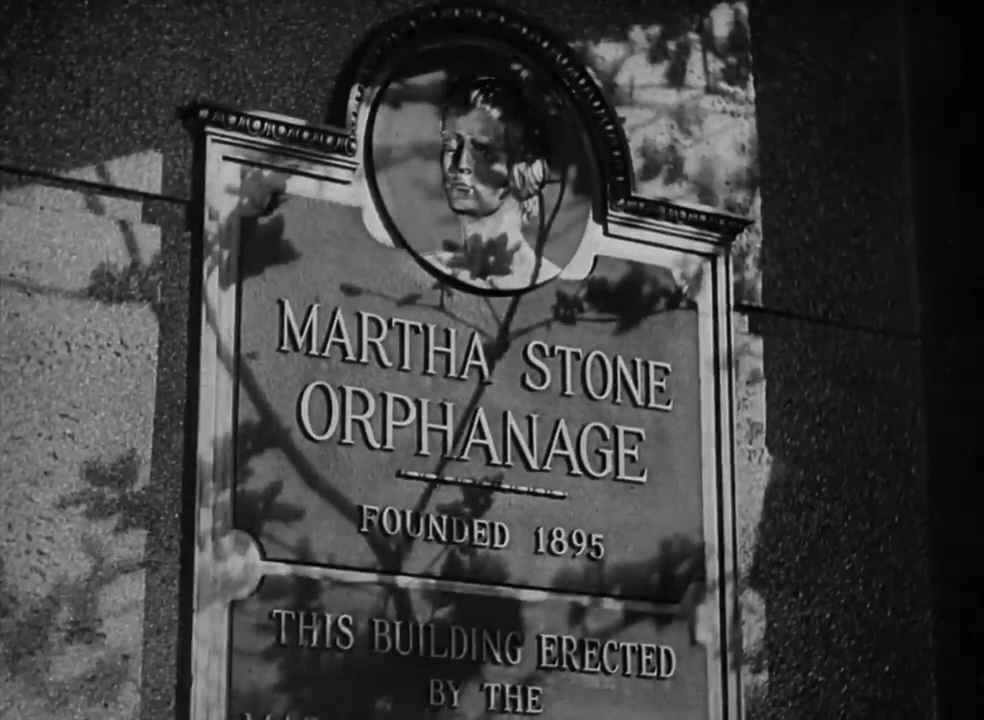 MARTHA STONE
ORPHANAGE
FOUNDED 1895
THIS BUILDING ERECTED
BY THE